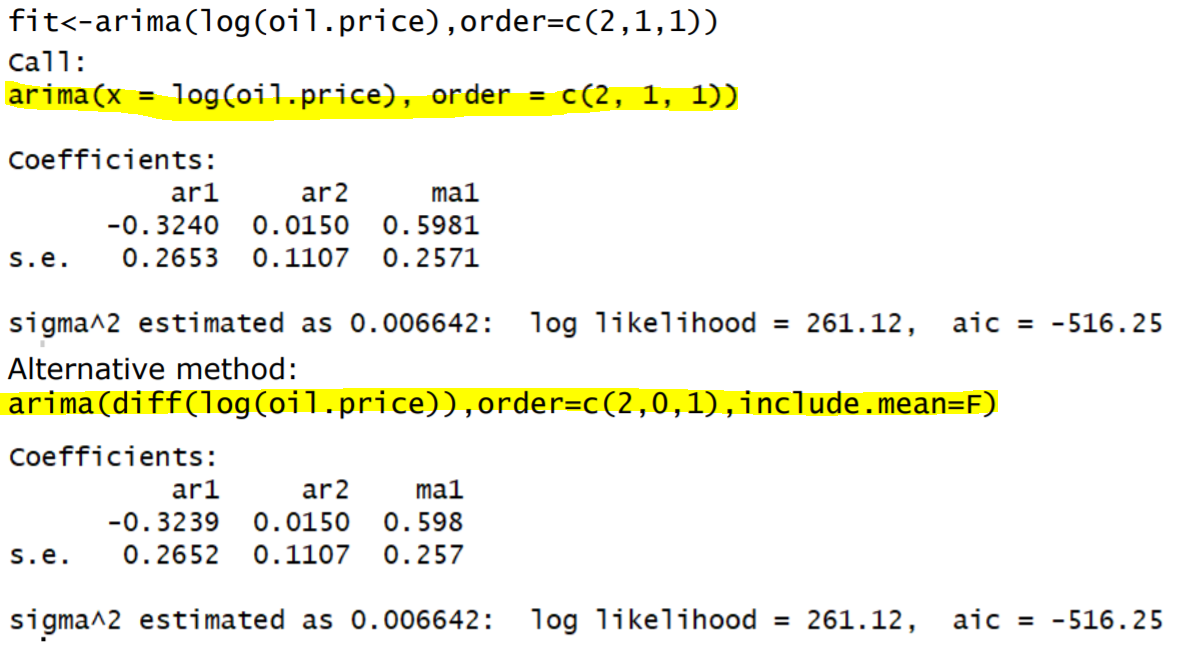 fit<-arima(log(oil.price),order=c(2,1,1))
Call:
arima(x = log(oil.price), order = c(2, 1, 1))
Coefficients:
ar1 ar2 ma1
-0.3240 0.0150 0.5981
s.e. 0.2653 0.1107 0.2571
sigma^2 estimated as 0.006642: log likelihood = 261.12, aic = -516.25
Alternative method:
arima(diff(log(oil.price)),order=c(2,0,1),include.mean=F)
Coefficients:
ar1 ar2 ma1
-0.3239 0.0150 0.598
s.e. 0.2652 0.1107 0.257
sigma^2 estimated as 0.006642: log likelihood = 261.12, aic = -516.25